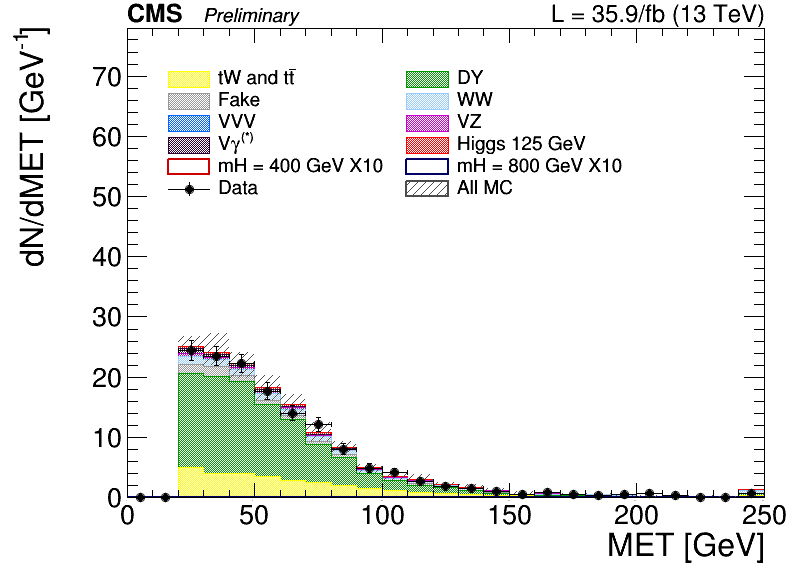 CMS Preliminary L = 35.9/fb (13 TeV)
dN/dMET [GeV⁻¹]
70
60
50
40
30
20
10
0
tW and tt̄ DY
Fake WW
VVV VZ
Vγ(*) Higgs 125 GeV
mH = 400 GeV X10 mH = 800 GeV X10
Data All MC
0 50 100 150 200 250
MET [GeV]